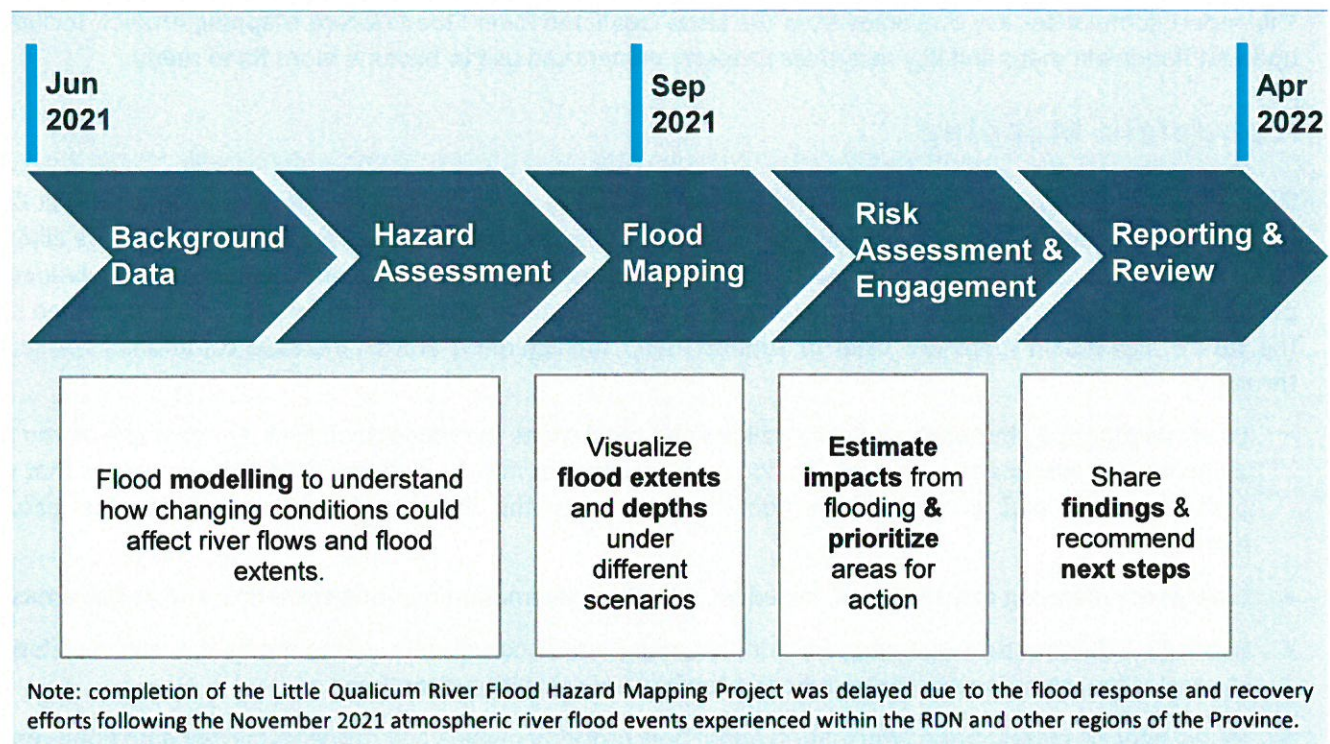 Jun
2021
Sep
2021
Apr
2022
Background
Data
Hazard
Assessment
Flood
Mapping
Risk
Assessment &
Engagement
Reporting &
Review
Flood modelling to understand
how changing conditions could
affect river flows and flood
extents.
Visualize
flood extents
and depths
under
different
scenarios
Estimate
impacts from
flooding &
prioritize
areas for
action
Share
findings &
recommend
next steps
Note: completion of the Little Qualicum River Flood Hazard Mapping Project was delayed due to the flood response and recovery
efforts following the November 2021 atmospheric river flood events experienced within the RDN and other regions of the Province.